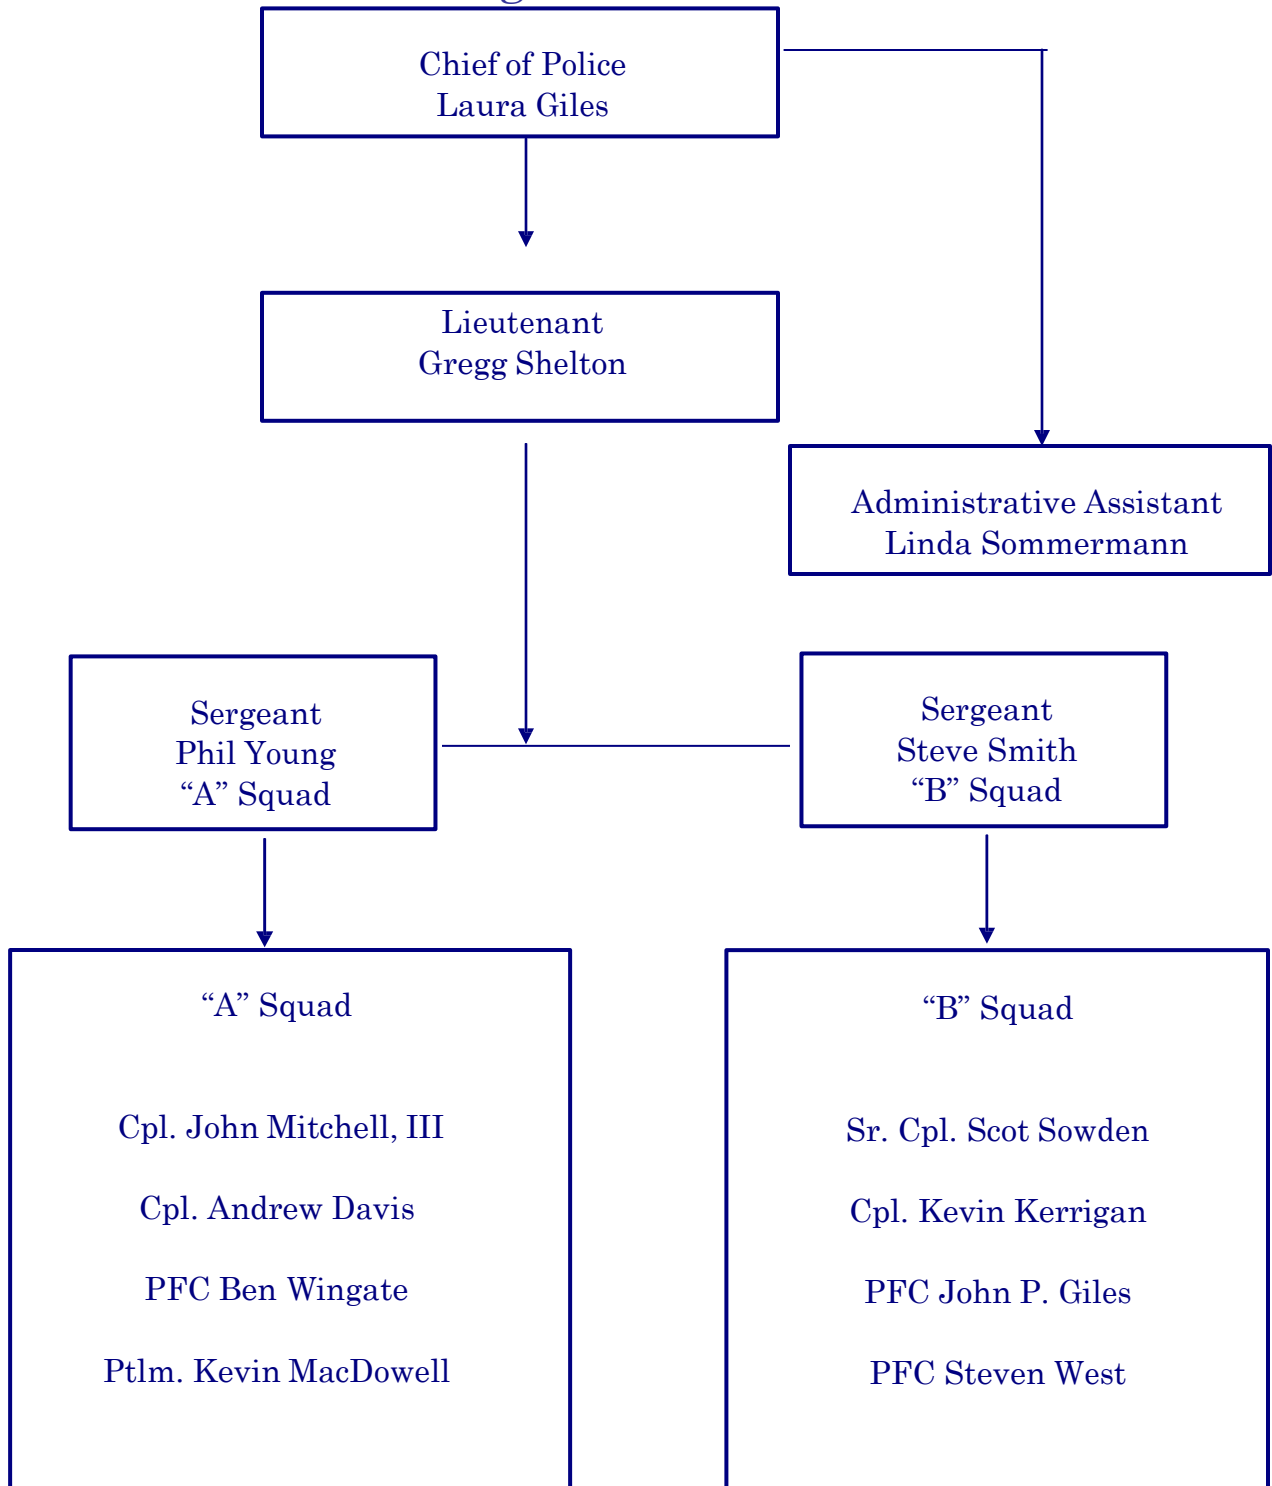 Chief of Police
Laura Giles
Lieutenant
Gregg Shelton
Administrative Assistant
Linda Sommermann
Sergeant
Phil Young
“A” Squad
Sergeant
Steve Smith
“B” Squad
“A” Squad
Cpl. John Mitchell, III
Cpl. Andrew Davis
PFC Ben Wingate
Ptlm. Kevin MacDowell
“B” Squad
Sr. Cpl. Scot Sowden
Cpl. Kevin Kerrigan
PFC John P. Giles
PFC Steven West